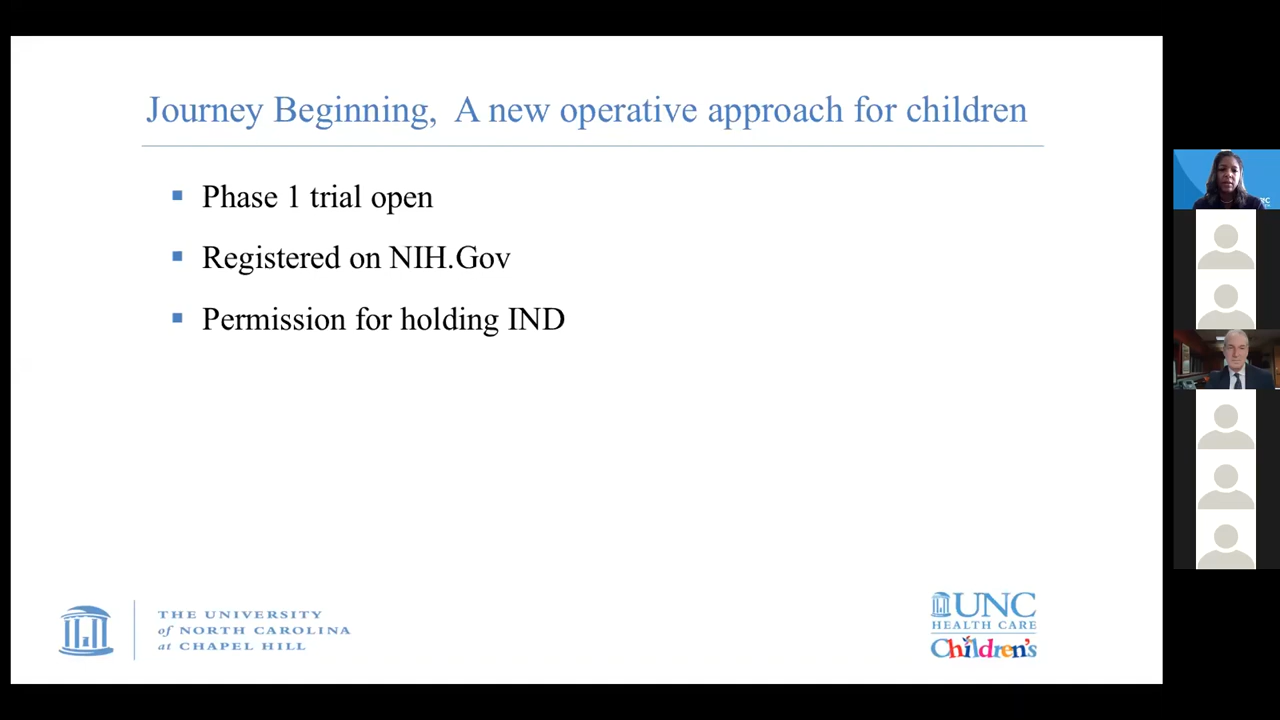 Journey Beginning, A new operative approach for children
Phase 1 trial open
Registered on NIH.Gov
Permission for holding IND
THE UNIVERSITY
of NORTH CAROLINA
at CHAPEL HILL
UNC
HEALTH CARE
Children's
NC